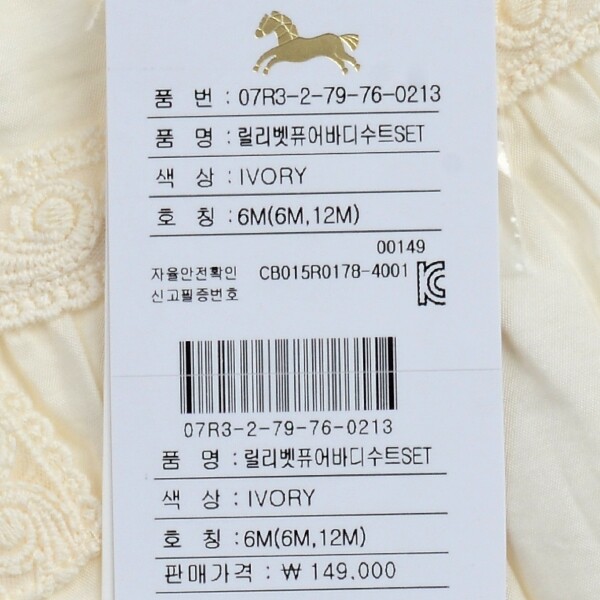 품 번 : 07R3-2-79-76-0213
품 명 : 릴리벳퓨어바디수트SET
색 상 : IVORY
호 칭 : 6M(6M,12M)
00149
자율안전확인 CB015R0178-4001
신고필증번호
07R3-2-79-76-0213
품 명 : 릴리벳퓨어바디수트SET
색 상 : IVORY
호 칭 : 6M(6M,12M)
판매가격 : ₩ 149,000